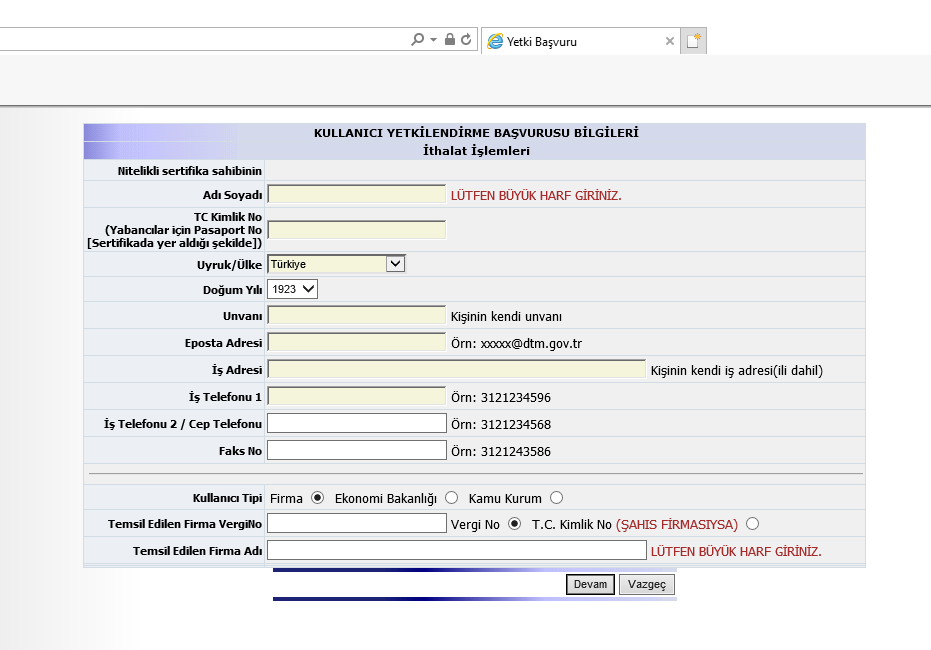 Yetki Başvuru
KULLANICI YETKİLENDİRME BAŞVURUSU BİLGİLERİ
İthalat İşlemleri
Nitelikli sertifika sahibinin
Adı Soyadı LÜTFEN BÜYÜK HARF GİRİNİZ.
TC Kimlik No
(Yabancılar için Pasaport No
[Sertifikada yer aldığı şekilde])
Uyruk/Ülke Türkiye
Doğum Yılı 1923
Unvanı Kişinin kendi unvanı
Eposta Adresi Örn: xxxxx@dtm.gov.tr
İş Adresi Kişinin kendi iş adresi(ili dahil)
İş Telefonu 1 Örn: 3121234596
İş Telefonu 2 / Cep Telefonu Örn: 3121234568
Faks No Örn: 3121243586
Kullanıcı Tipi Firma Ekonomi Bakanlığı Kamu Kurum
Temsil Edilen Firma VergiNo Vergi No T.C. Kimlik No (ŞAHIS FİRMASIYSA)
Temsil Edilen Firma Adı LÜTFEN BÜYÜK HARF GİRİNİZ.
Devam Vazgeç